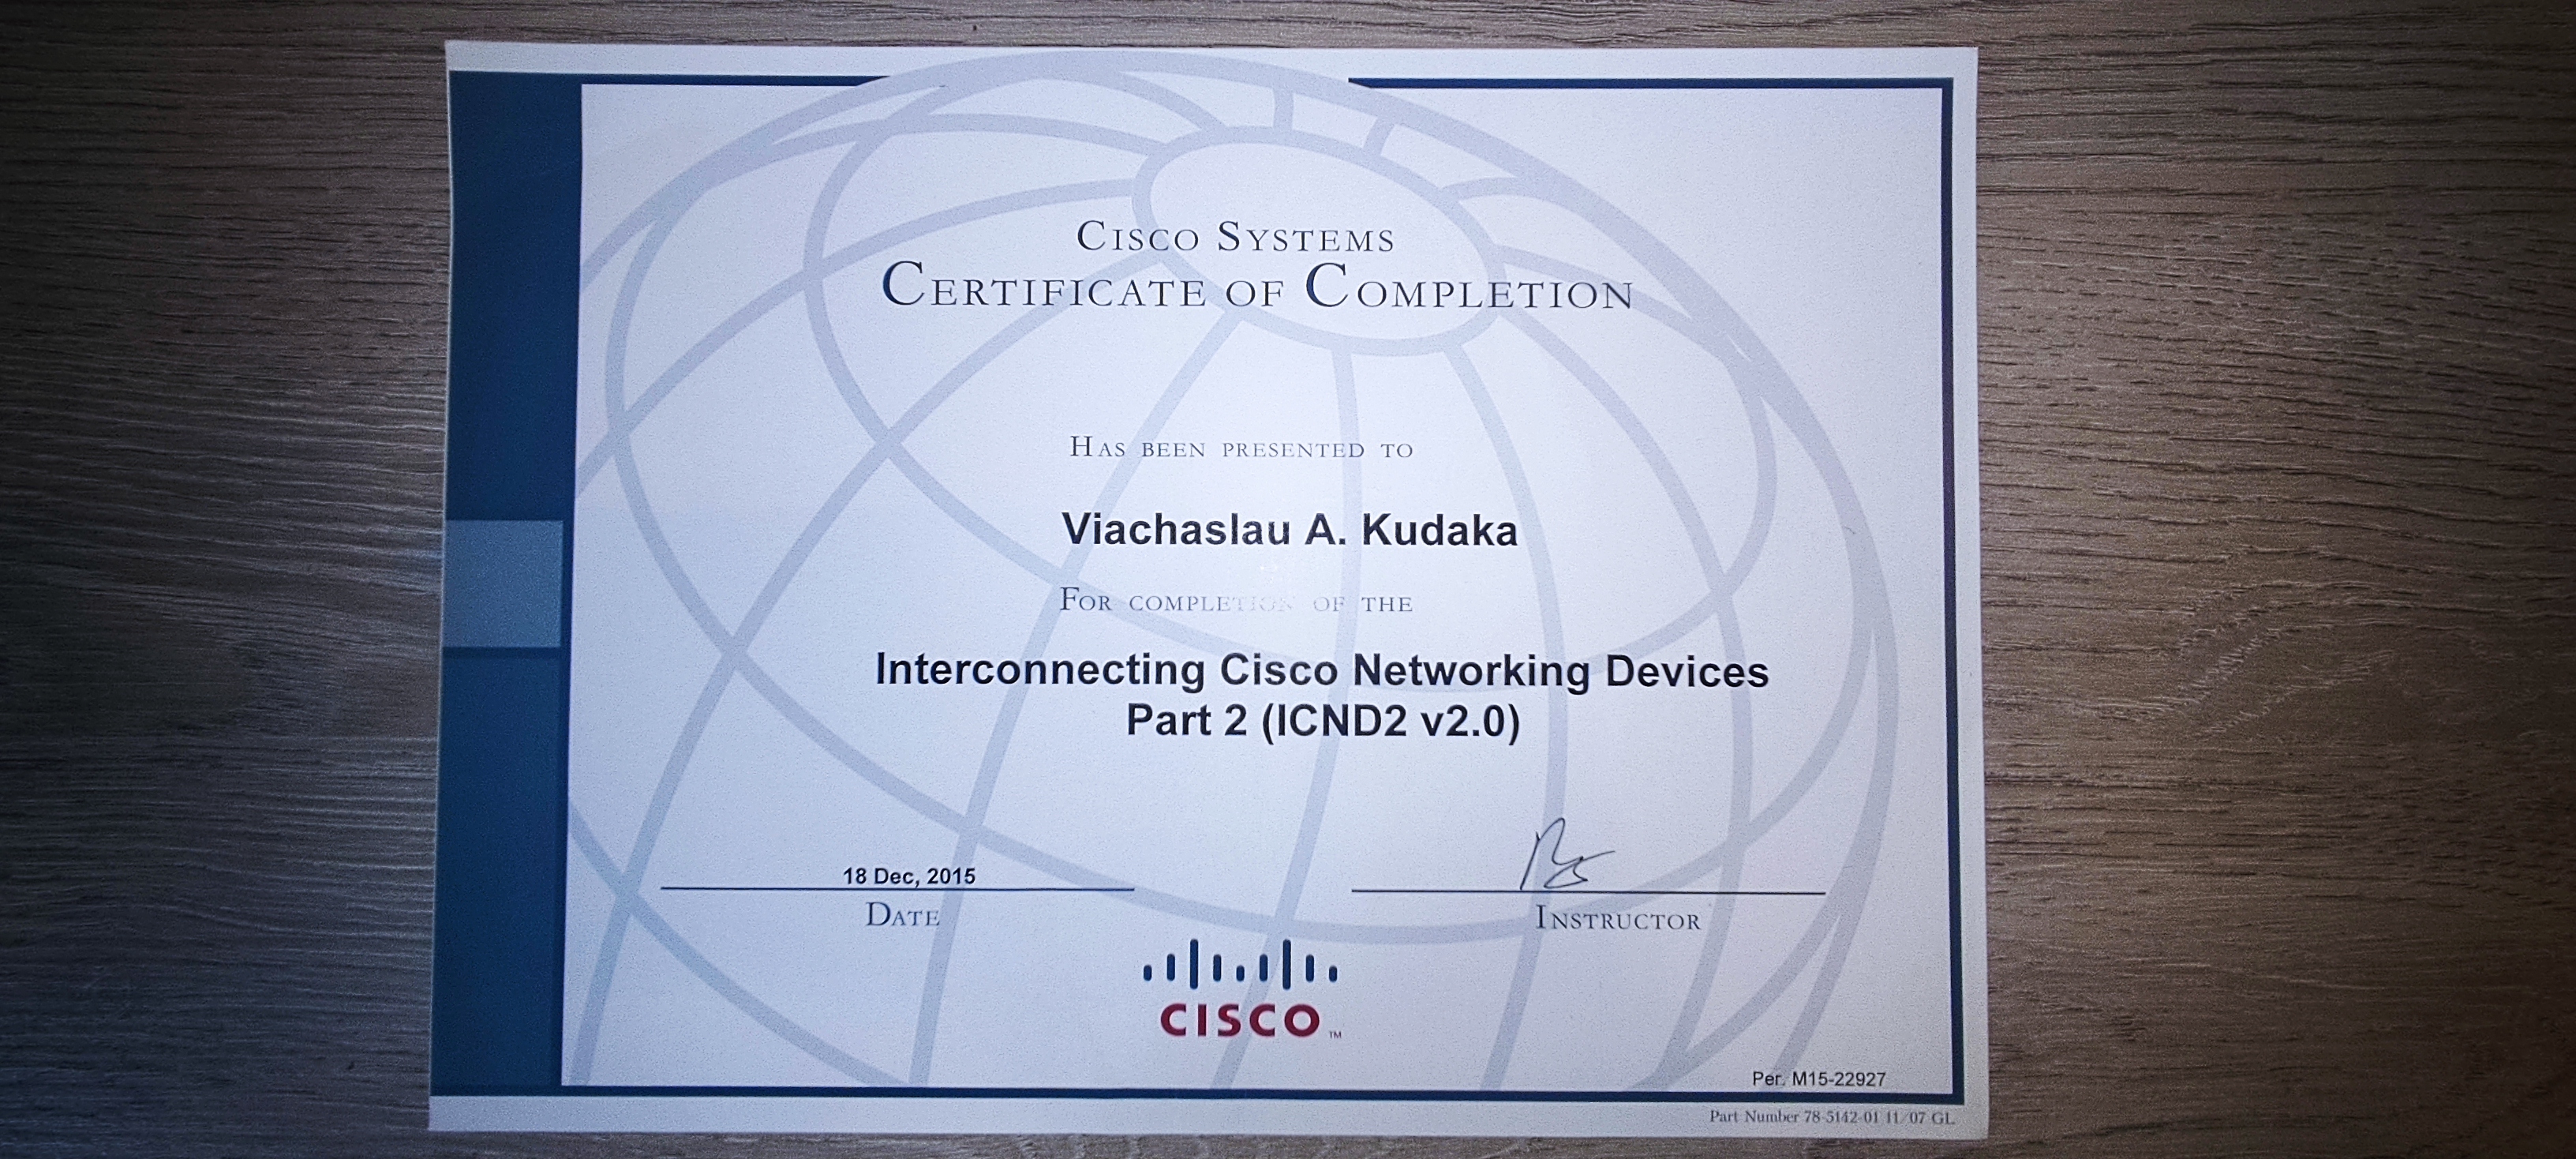 CISCO SYSTEMS
CERTIFICATE OF COMPLETION
HAS BEEN PRESENTED TO
Viachaslau A. Kudaka
FOR COMPLETION OF THE
Interconnecting Cisco Networking Devices
Part 2 (ICND2 v2.0)
18 Dec, 2015
DATE
INSTRUCTOR
CISCO™
Per. M15-22927
Part Number 78-5142-01 11/07 GL